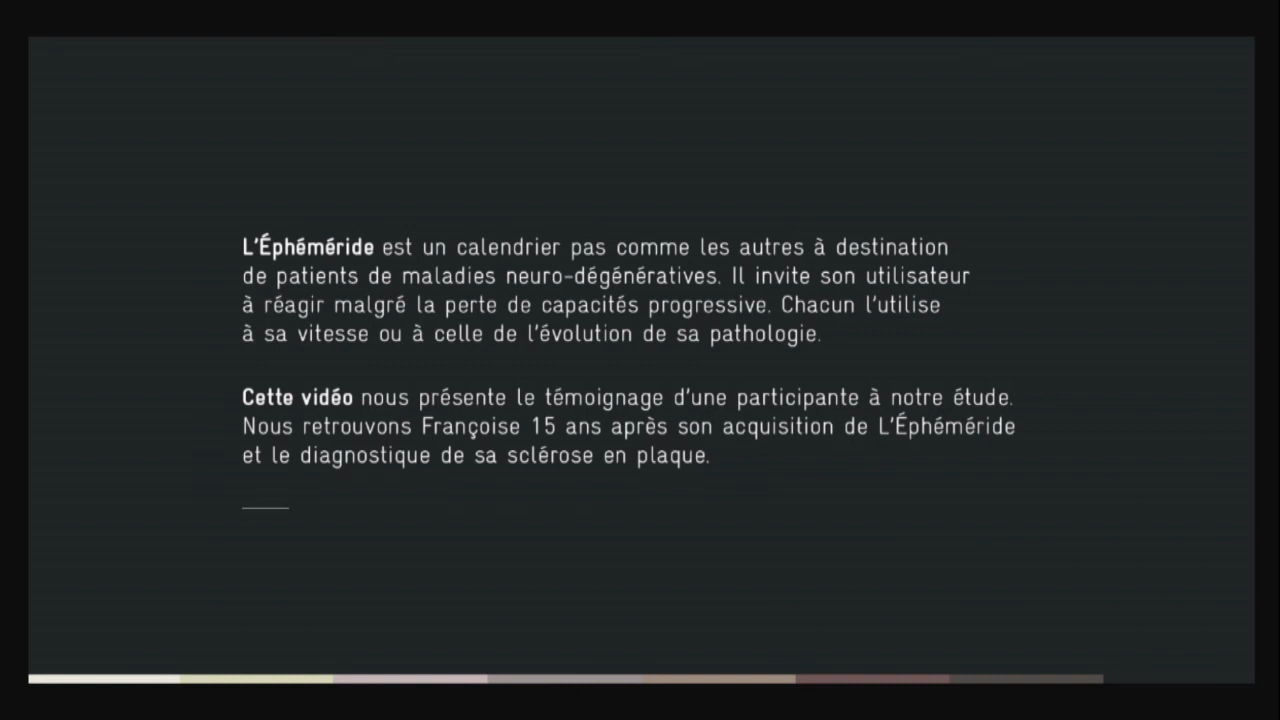 L'Éphéméride est un calendrier pas comme les autres à destination
de patients de maladies neuro-dégénératives. Il invite son utilisateur
à réagir malgré la perte de capacités progressive. Chacun l'utilise
à sa vitesse ou à celle de l'évolution de sa pathologie.
Cette vidéo nous présente le témoignage d'une participante à notre étude.
Nous retrouvons Françoise 15 ans après son acquisition de L'Éphéméride
et le diagnostique de sa sclérose en plaque.